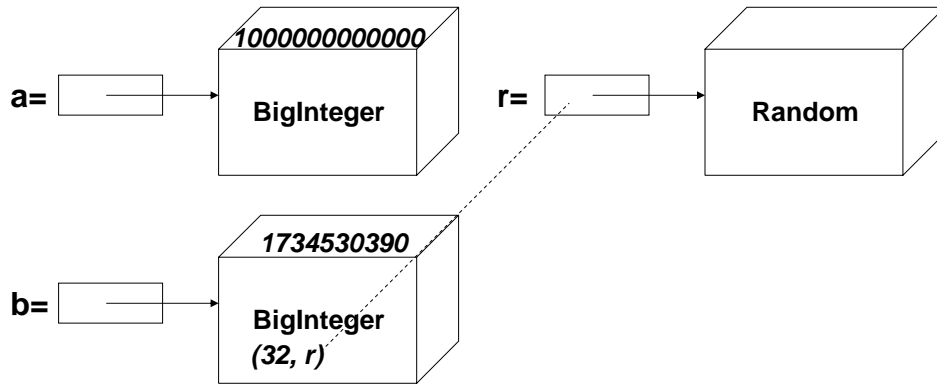 1000000000000
a=
BigInteger
r=
Random
1734530390
b=
BigInteger
(32, r)